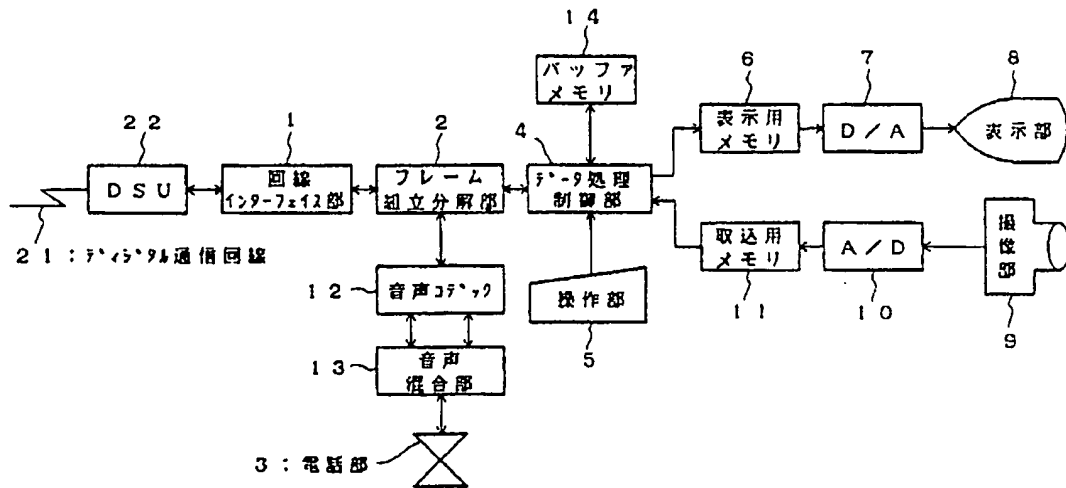 14
バッファ
メモリ
6
7
8
表示用
メモリ
D/A
表示部
22
1
2
4
DSU
回線
インターフェイス部
フレーム
組立分解部
データ処理
制御部
21:ディジタル通信回線
取込用
メモリ
A/D
撮像部
12
音声コデック
操作部
11
10
9
5
13
音声
混合部
3:電話部